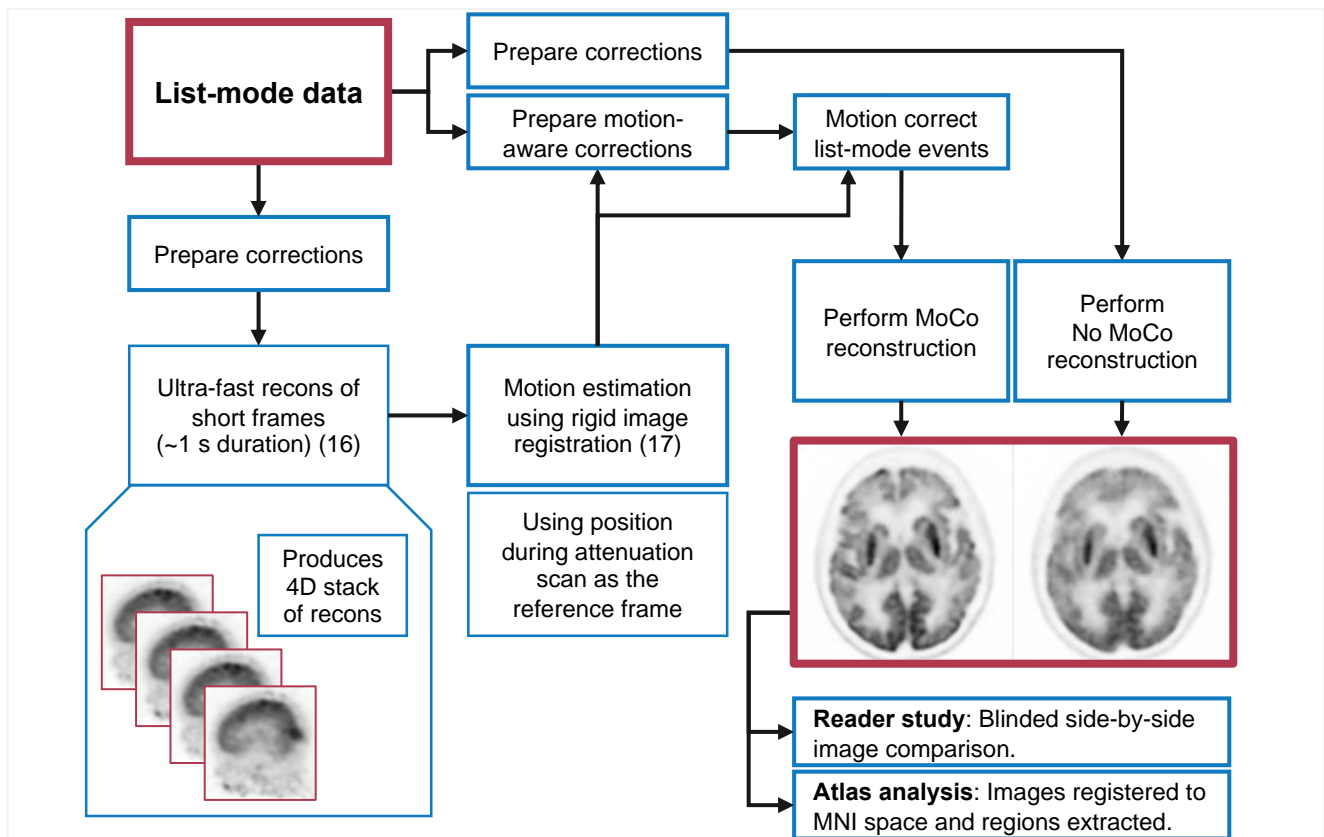 List-mode data
Prepare corrections
Prepare motion-
aware corrections
Motion correct
list-mode events
Prepare corrections
Perform MoCo
reconstruction
Perform
No MoCo
reconstruction
Ultra-fast recons of
short frames
(~1 s duration) (16)
Motion estimation
using rigid image
registration (17)
Using position
during attenuation
scan as the
reference frame
Produces
4D stack
of recons
Reader study: Blinded side-by-side
image comparison.
Atlas analysis: Images registered to
MNI space and regions extracted.